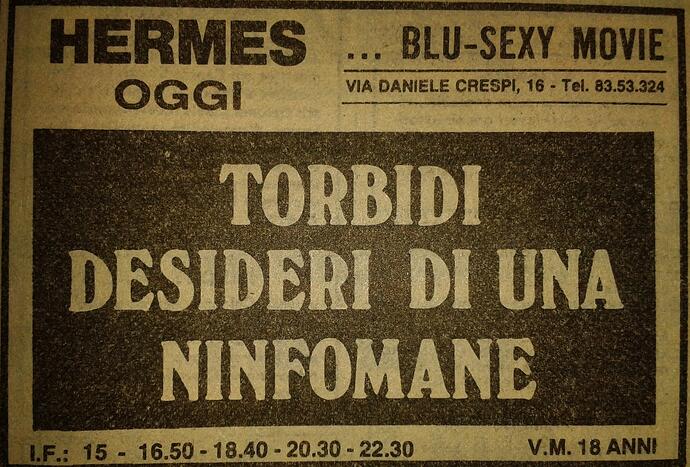 HERMES
OGGI
... BLU-SEXY MOVIE
VIA DANIELE CRESPI, 16 - Tel. 83.53.324
TORBIDI
DESIDERI DI UNA
NINFOMANE
I.F.: 15 - 16.50 - 18.40 - 20.30 - 22.30
V.M. 18 ANNI